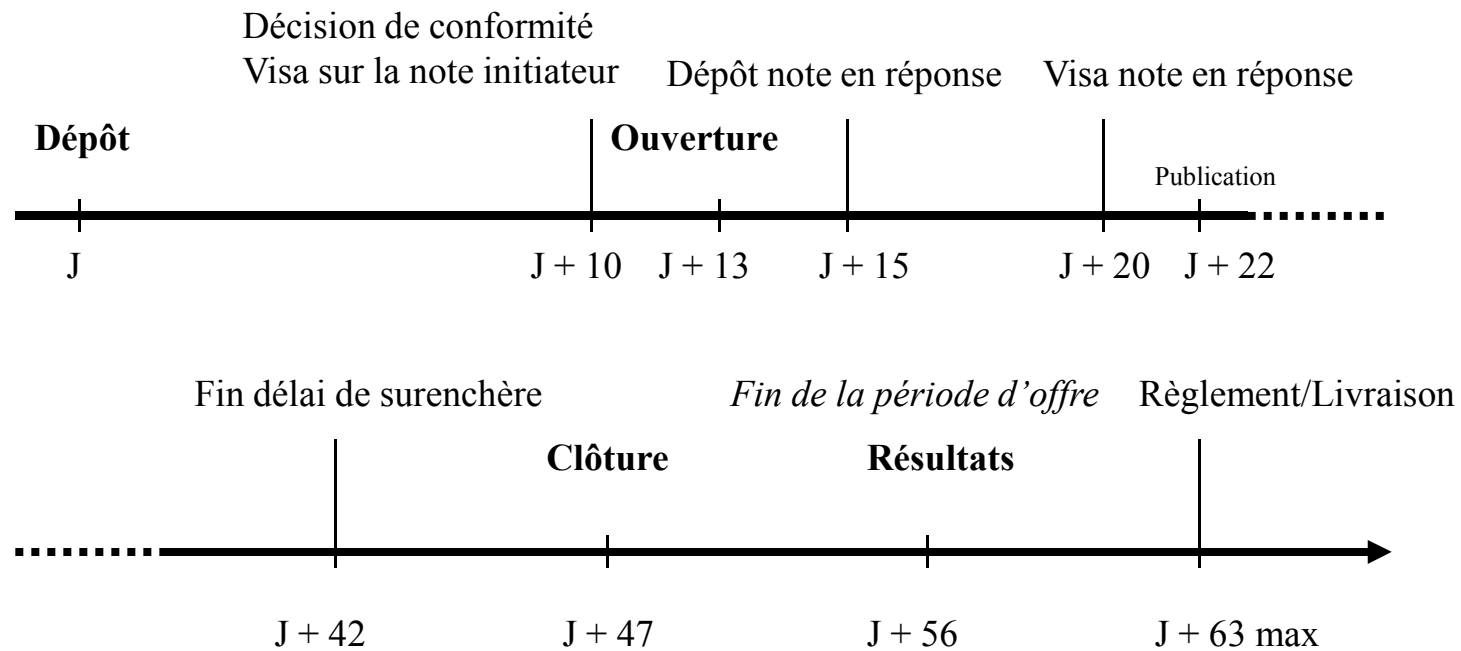 Décision de conformité
Visa sur la note initiateur
Dépôt note en réponse
Visa note en réponse
Dépôt
Ouverture
Publication
J
J + 10
J + 13
J + 15
J + 20
J + 22
Fin délai de surenchère
Fin de la période d’offre
Règlement/Livraison
Clôture
Résultats
J + 42
J + 47
J + 56
J + 63 max